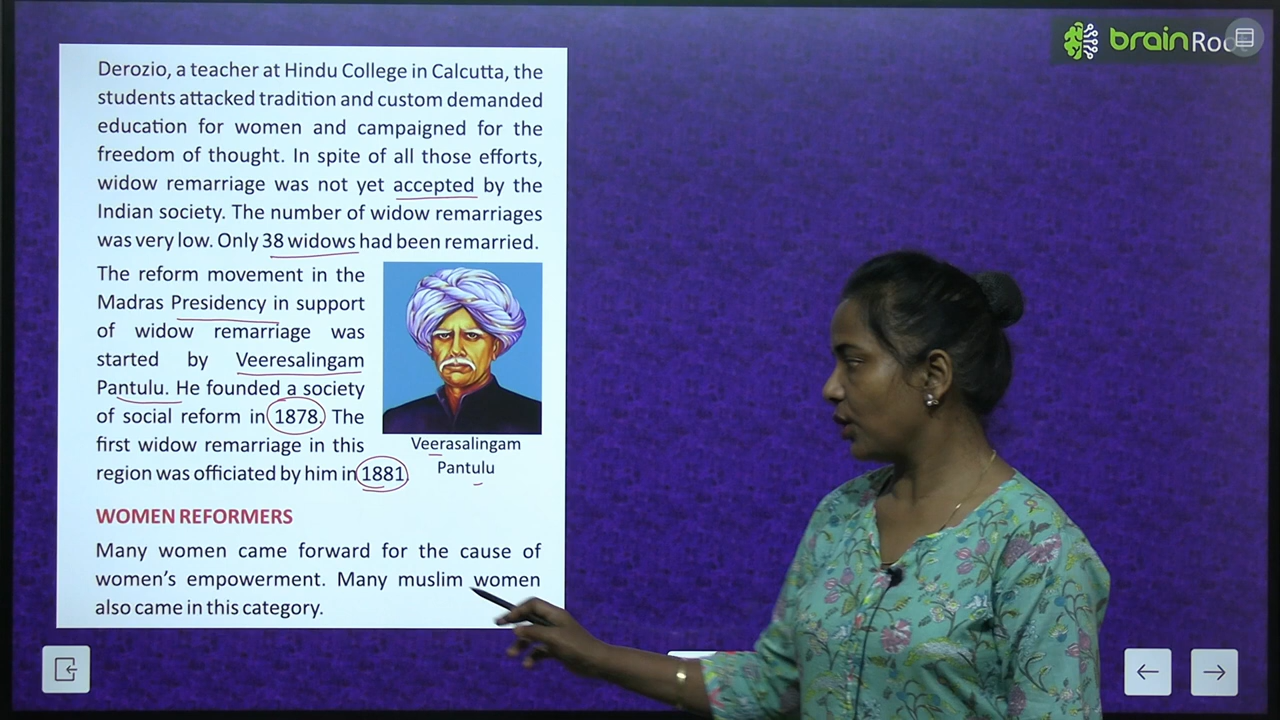 brainRoot
Derozio, a teacher at Hindu College in Calcutta, the
students attacked tradition and custom demanded
education for women and campaigned for the
freedom of thought. In spite of all those efforts,
widow remarriage was not yet accepted by the
Indian society. The number of widow remarriages
was very low. Only 38 widows had been remarried.
The reform movement in the
Madras Presidency in support
of widow remarriage was
started by Veeresalingam
Pantulu. He founded a society
of social reform in 1878. The
first widow remarriage in this
region was officiated by him in 1881.
Veerasalingam
Pantulu
WOMEN REFORMERS
Many women came forward for the cause of
women's empowerment. Many muslim women
also came in this category.